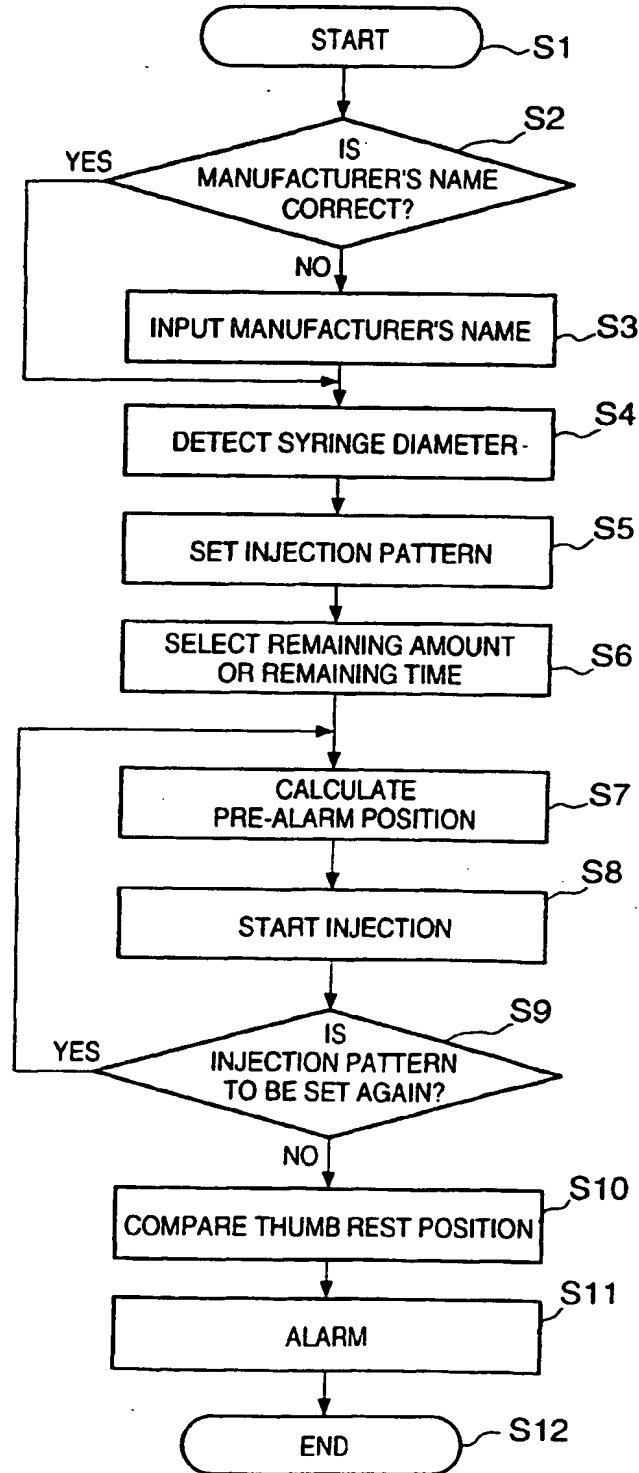 START
S1
S2
YES
IS
MANUFACTURER'S NAME
CORRECT?
NO
INPUT MANUFACTURER'S NAME
S3
DETECT SYRINGE DIAMETER
S4
SET INJECTION PATTERN
S5
SELECT REMAINING AMOUNT
OR REMAINING TIME
S6
CALCULATE
PRE-ALARM POSITION
S7
START INJECTION
S8
S9
YES
IS
INJECTION PATTERN
TO BE SET AGAIN?
NO
COMPARE THUMB REST POSITION
S10
ALARM
S11
END
S12